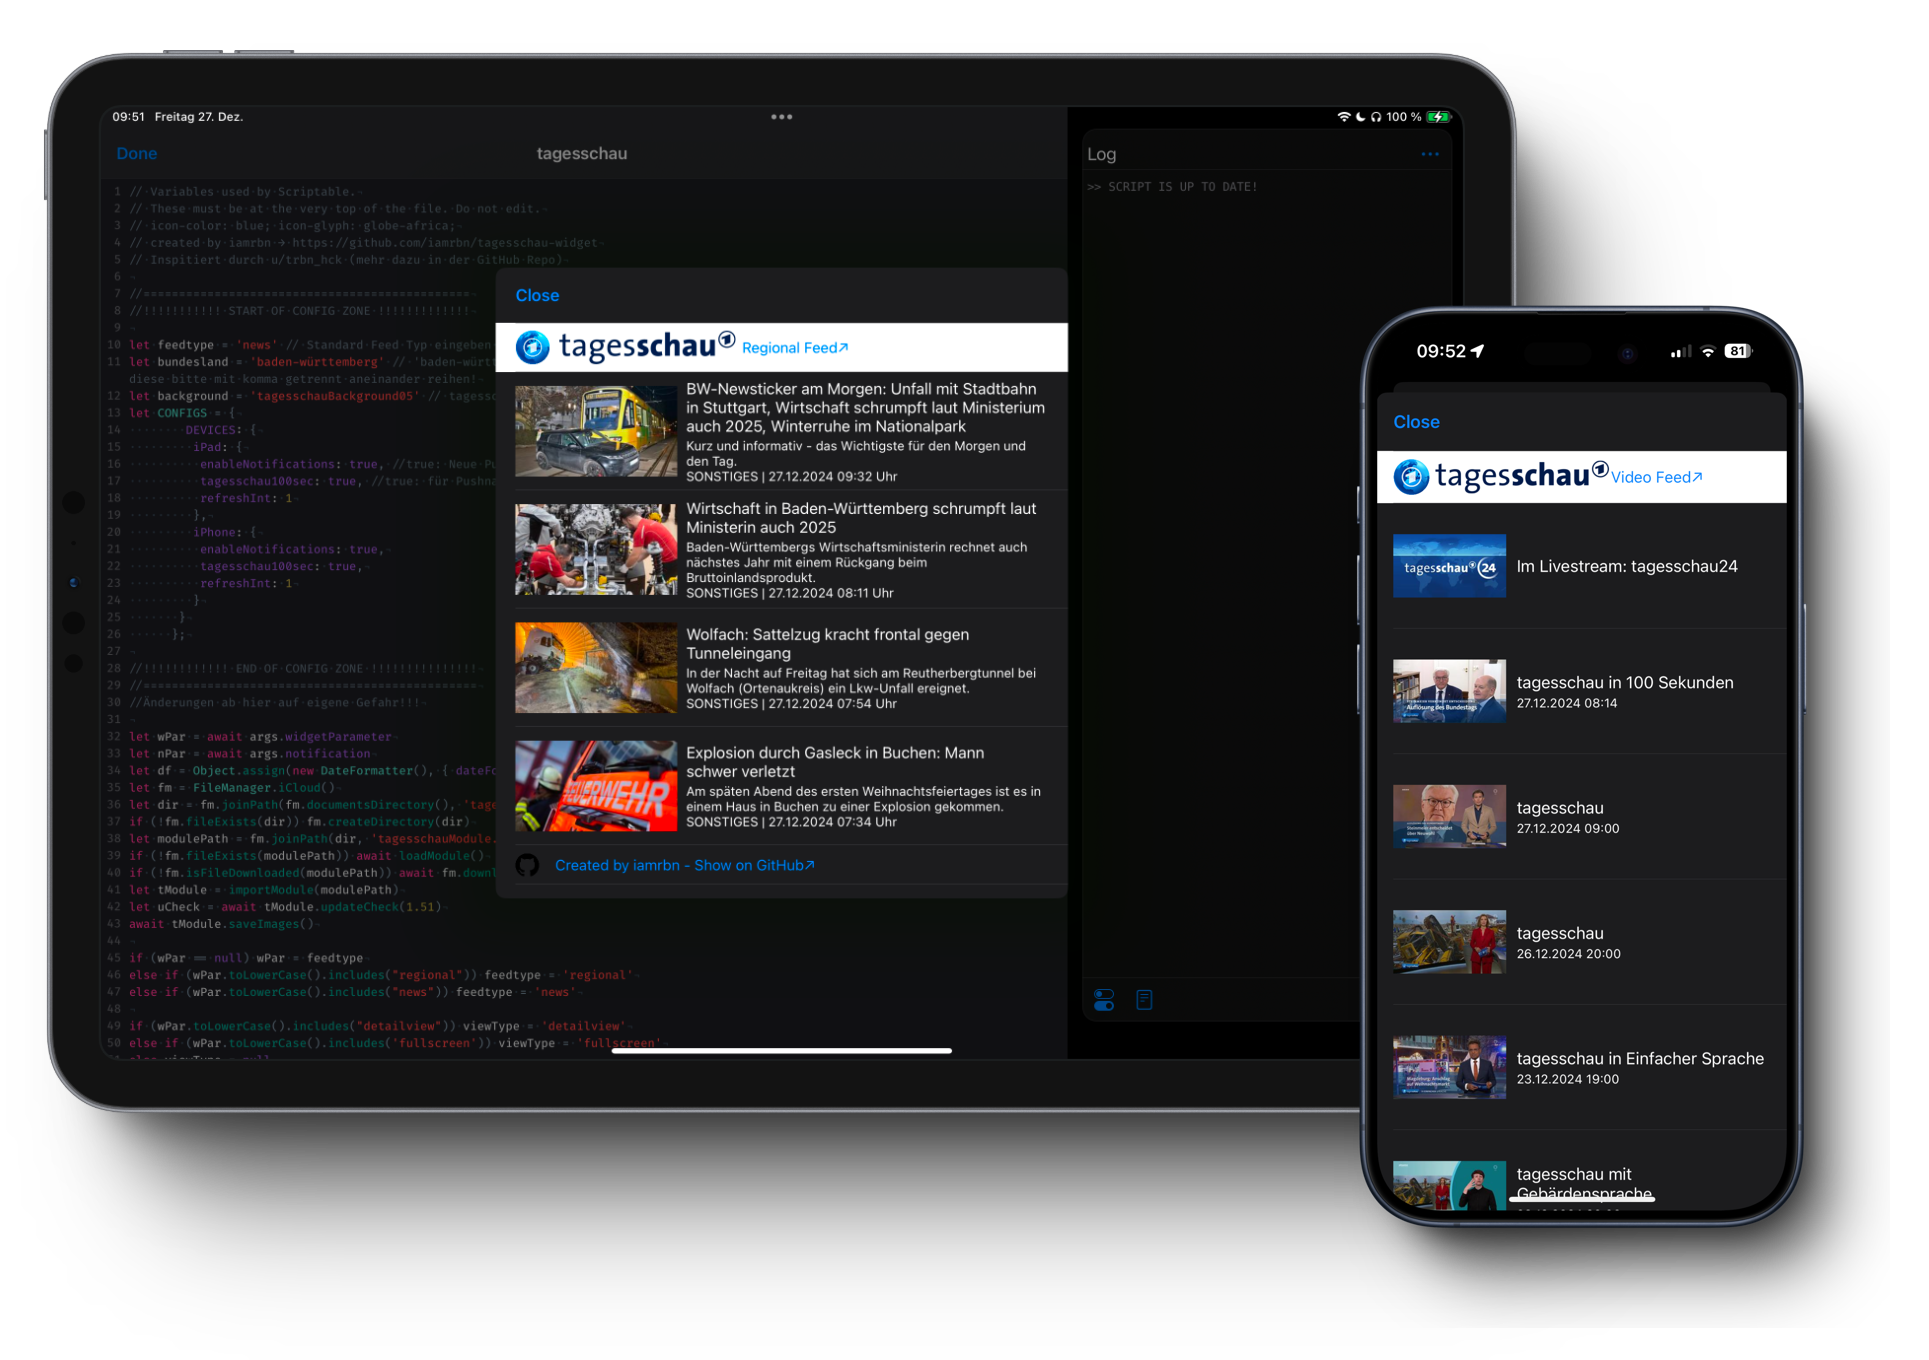 09:51 Freitag 27. Dez.
100 %
Done
tagesschau
Log
>> SCRIPT IS UP TO DATE!
1 // Variables used by Scriptable.
2 // These must be at the very top of the file. Do not edit.
3 // icon-color: blue; icon-glyph: globe-africa;
4 // created by iamrbn → https://github.com/iamrbn/tagesschau-widget
5 // Inspitiert durch u/trbn_hck (mehr dazu in der GitHub Repo)
6
7 //==============================================
8 //!!!!!!!!!!! START OF CONFIG ZONE !!!!!!!!!!!!!
9
10 let feedtype = 'news' // Standard Feed Typ eingeben
11 let bundesland = 'baden-württemberg' //
diese bitte mit komma getrennt aneinander reihen!
12 let background = 'tagesschauBackground05' //
13 let CONFIGS = {
14 DEVICES: {
15 iPad: {
16 enableNotifications: true, //true: Neue
17 tagesschau100sec: true, //true: für
18 refreshInt: 1
19 },
20 iPhone: {
21 enableNotifications: true,
22 tagesschau100sec: true,
23 refreshInt: 1
24 }
25 }
26 };
27
28 //!!!!!!!!!!!! END OF CONFIG ZONE !!!!!!!!!!!!!!!
29 //===============================================
30 //Änderungen ab hier auf eigene Gefahr!!!
31
32 let wPar = await args.widgetParameter
33 let nPar = await args.notification
34 let df = Object.assign(new DateFormatter(), {
35 let fm = FileManager.iCloud()
36 let dir = fm.joinPath(fm.documentsDirectory(),
37 if (!fm.fileExists(dir)) fm.createDirectory(dir)
38 let modulePath = fm.joinPath(dir, 'tagesschauModule.
39 if (!fm.fileExists(modulePath)) await loadModule()
40 if (!fm.isFileDownloaded(modulePath)) await
41 let tModule = importModule(modulePath)
42 let uCheck = await tModule.updateCheck(1.51)
43 await tModule.saveImages()
44
45 if (wPar == null) wPar = feedtype
46 else if (wPar.toLowerCase().includes("regional")) feedtype = 'regional'
47 else if (wPar.toLowerCase().includes("news")) feedtype = 'news'
48
49 if (wPar.toLowerCase().includes("detailview")) viewType = 'detailview'
50 else if (wPar.toLowerCase().includes('fullscreen')) viewType = 'fullscreen'
Close
tagesschau Regional Feed↗
BW-Newsticker am Morgen: Unfall mit Stadtbahn
in Stuttgart, Wirtschaft schrumpft laut Ministerium
auch 2025, Winterruhe im Nationalpark
Kurz und informativ - das Wichtigste für den Morgen und
den Tag.
SONSTIGES | 27.12.2024 09:32 Uhr
Wirtschaft in Baden-Württemberg schrumpft laut
Ministerin auch 2025
Baden-Württembergs Wirtschaftsministerin rechnet auch
nächstes Jahr mit einem Rückgang beim
Bruttoinlandsprodukt.
SONSTIGES | 27.12.2024 08:11 Uhr
Wolfach: Sattelzug kracht frontal gegen
Tunneleingang
In der Nacht auf Freitag hat sich am Reutherbergtunnel bei
Wolfach (Ortenaukreis) ein Lkw-Unfall ereignet.
SONSTIGES | 27.12.2024 07:54 Uhr
FEUERWEHR
Explosion durch Gasleck in Buchen: Mann
schwer verletzt
Am späten Abend des ersten Weihnachtsfeiertages ist es in
einem Haus in Buchen zu einer Explosion gekommen.
SONSTIGES | 27.12.2024 07:34 Uhr
Created by iamrbn - Show on GitHub↗
09:52
81
Close
tagesschau Video Feed↗
tagesschau 24
Im Livestream: tagesschau24
Auflösung des Bundestags
tagesschau in 100 Sekunden
27.12.2024 08:14
tagesschau
27.12.2024 09:00
tagesschau
26.12.2024 20:00
tagesschau in Einfacher Sprache
23.12.2024 19:00
tagesschau mit
Gebärdensprache